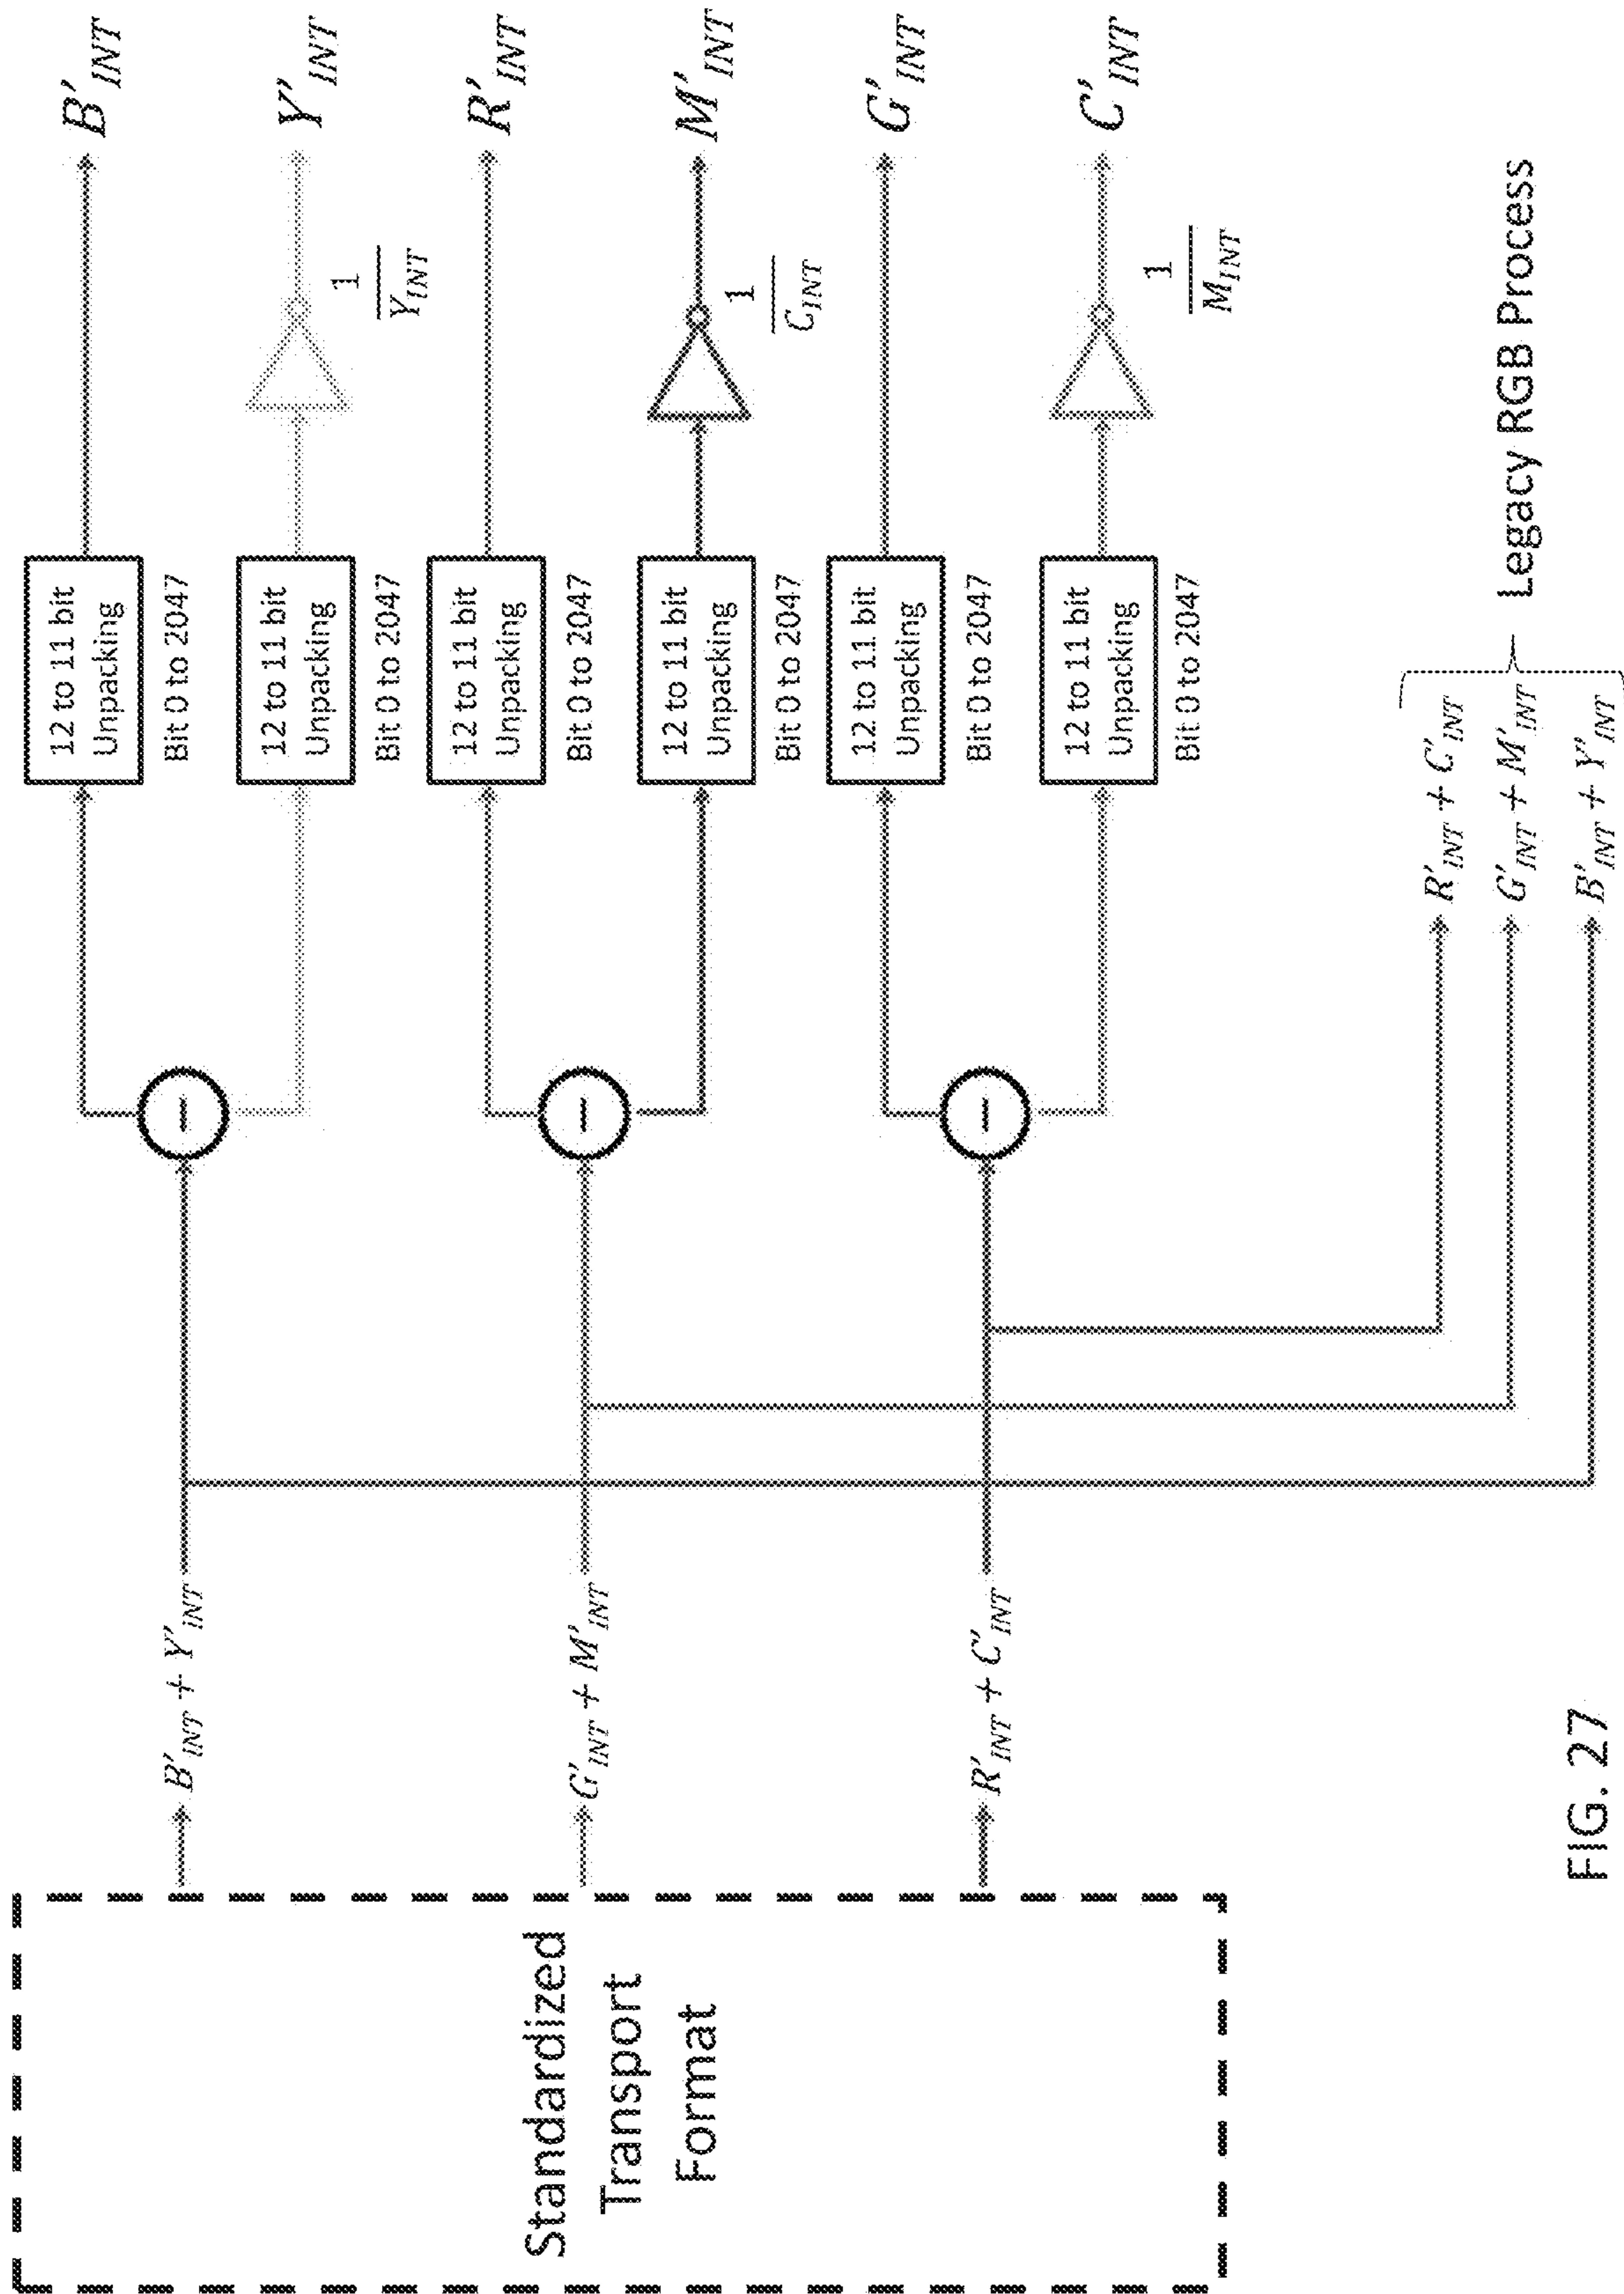 Standardized
Transport
Format
B′INT + Y′INT
G′INT + M′INT
R′INT + C′INT
12 to 11 bit
Unpacking
Bit 0 to 2047
B′INT
12 to 11 bit
Unpacking
Bit 0 to 2047
1
YINT
Y′INT
12 to 11 bit
Unpacking
Bit 0 to 2047
R′INT
12 to 11 bit
Unpacking
Bit 0 to 2047
1
CINT
M′INT
12 to 11 bit
Unpacking
Bit 0 to 2047
G′INT
12 to 11 bit
Unpacking
Bit 0 to 2047
1
MINT
C′INT
R′INT + C′INT
G′INT + M′INT
B′INT + Y′INT
Legacy RGB Process
FIG. 27